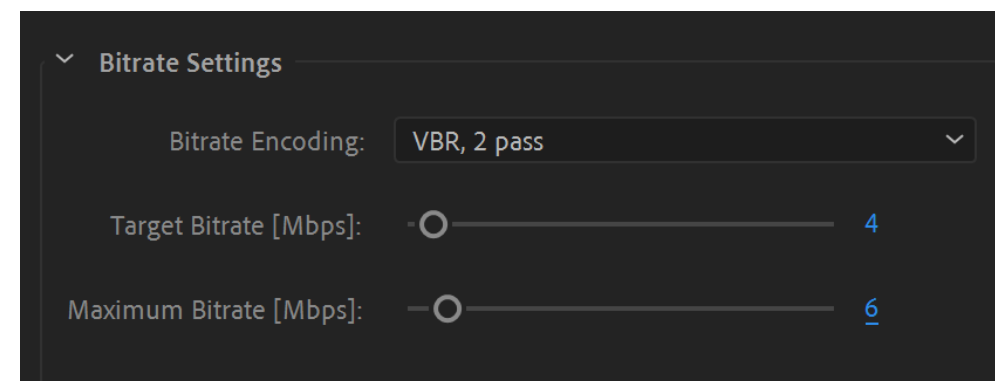 Bitrate Settings
Bitrate Encoding: VBR, 2 pass
Target Bitrate [Mbps]: 4
Maximum Bitrate [Mbps]: 6